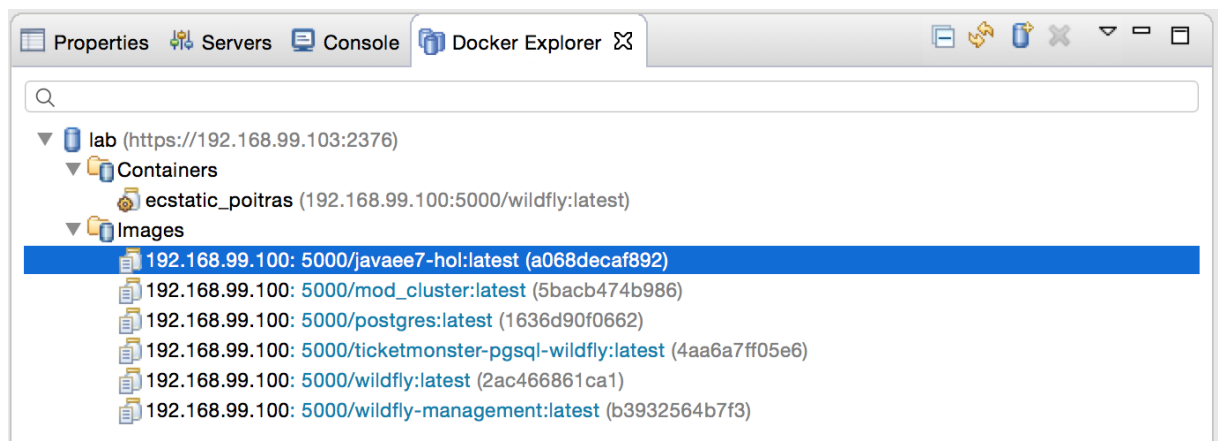 Properties Servers Console Docker Explorer
lab (https://192.168.99.103:2376)
Containers
ecstatic_poitras (192.168.99.100:5000/wildfly:latest)
Images
192.168.99.100: 5000/javaee7-hol:latest (a068decaf892)
192.168.99.100: 5000/mod_cluster:latest (5bacb474b986)
192.168.99.100: 5000/postgres:latest (1636d90f0662)
192.168.99.100: 5000/ticketmonster-pgsql-wildfly:latest (4aa6a7ff05e6)
192.168.99.100: 5000/wildfly:latest (2ac466861ca1)
192.168.99.100: 5000/wildfly-management:latest (b3932564b7f3)